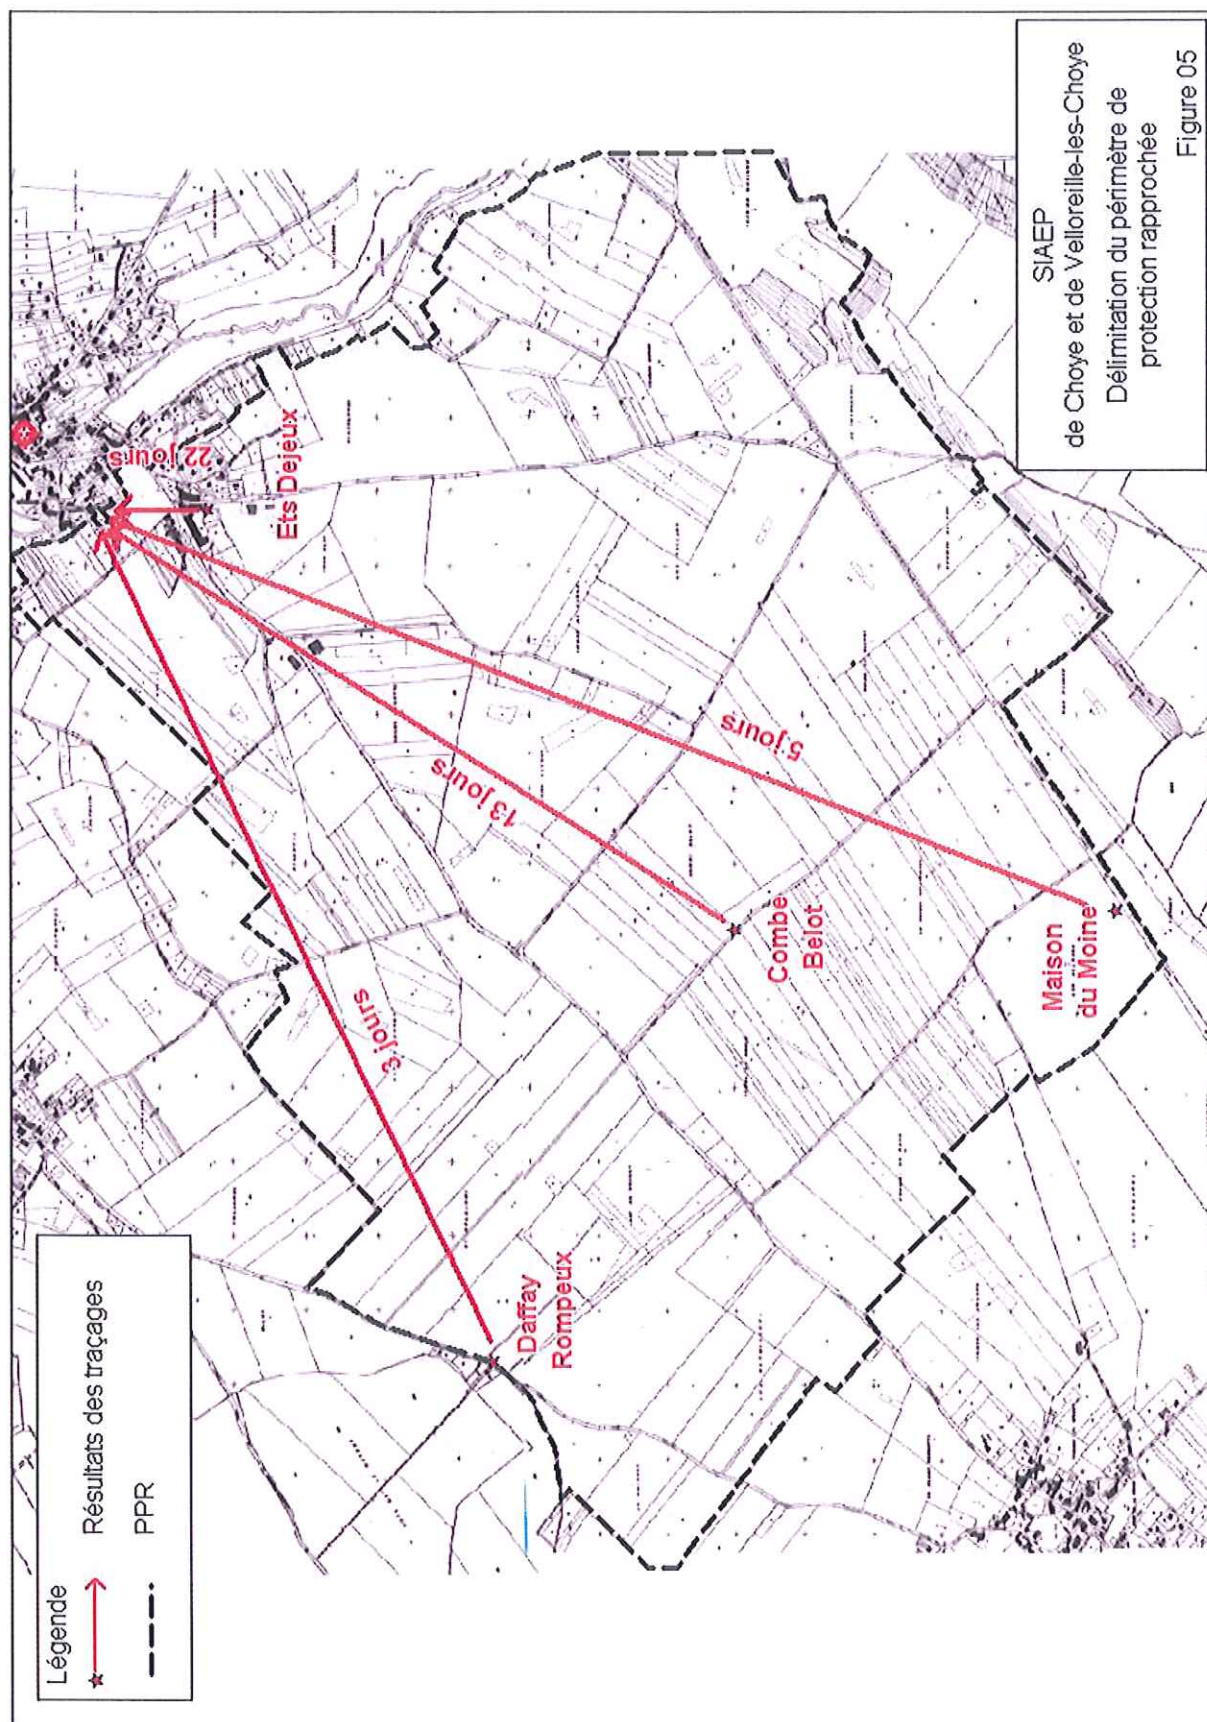 Légende
Résultats des traçages
PPR
22 jours
Ets Dejeux
3 jours
13 jours
5 jours
Daffay
Rompeux
Combe
Belot
Maison
du Moine
SIAEP
de Choye et de Velloreille-les-Choye
Délimitation du périmètre de
protection rapprochée
Figure 05